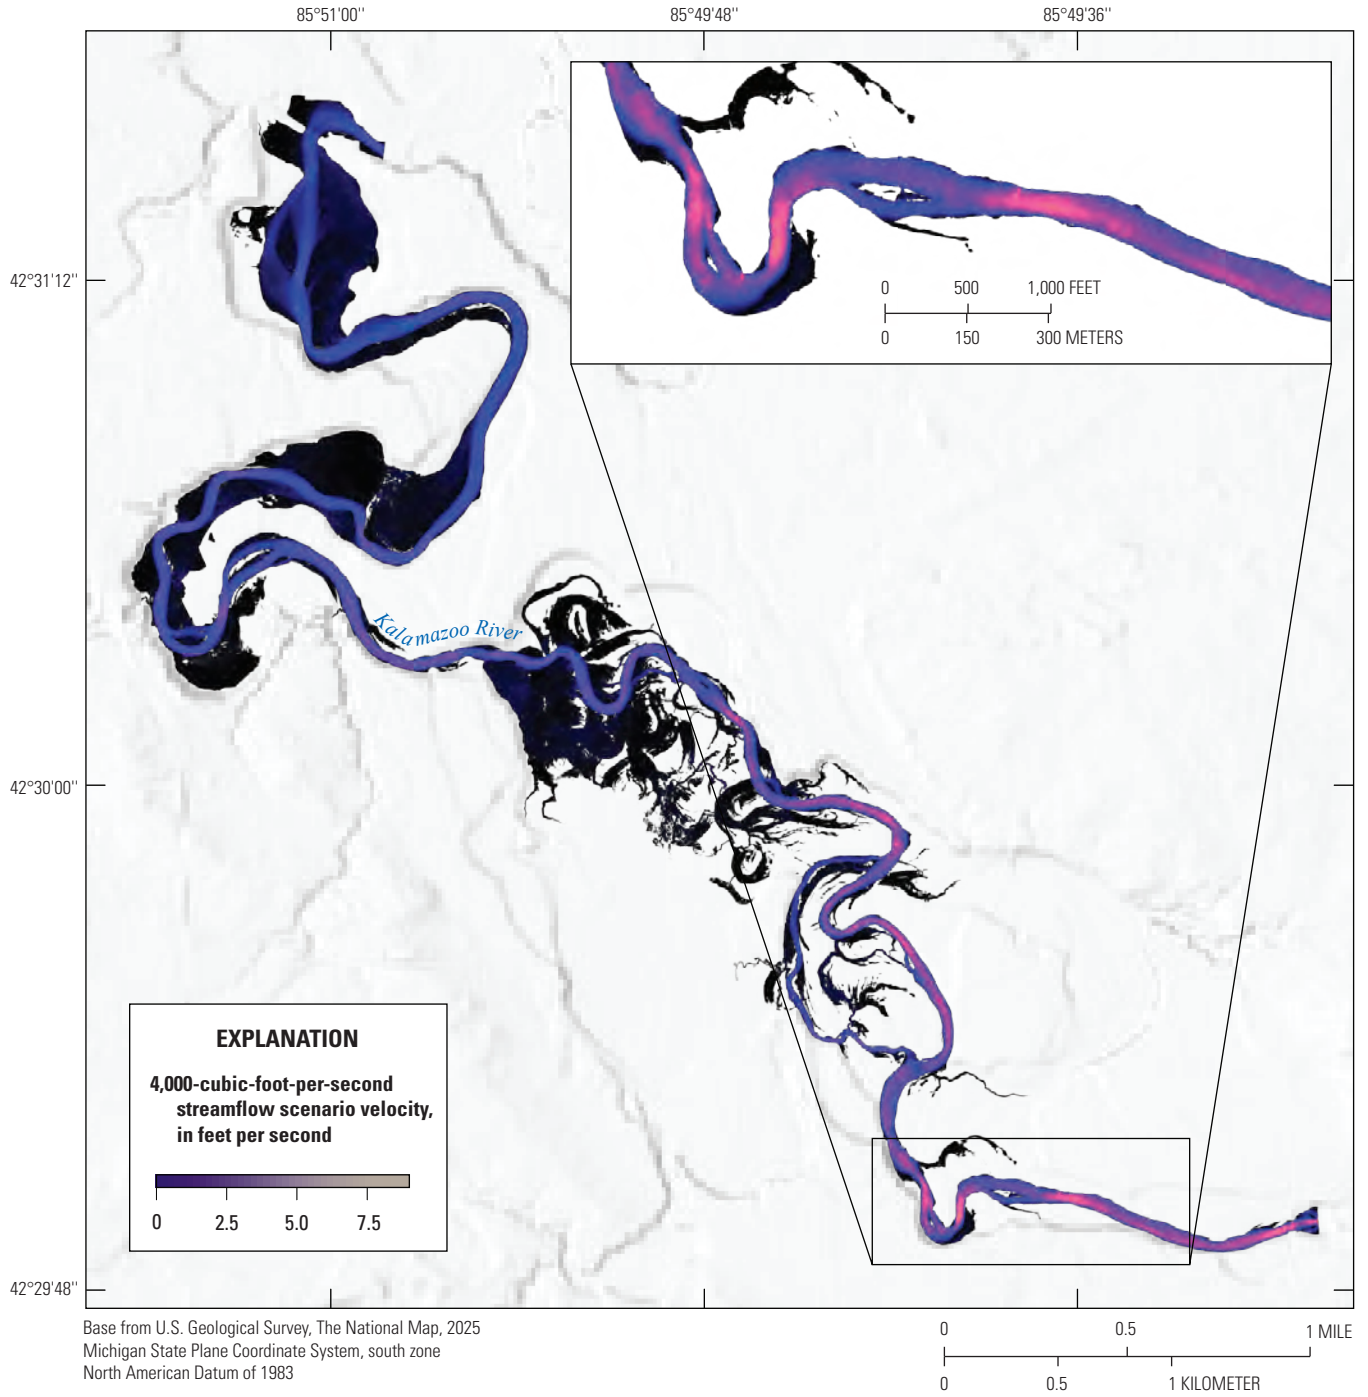 85°51'00"
85°49'48"
85°49'36"
42°31'12"
42°30'00"
42°29'48"
0 500 1,000 FEET
0 150 300 METERS
Kalamazoo River
EXPLANATION
4,000-cubic-foot-per-second
streamflow scenario velocity,
in feet per second
0 2.5 5.0 7.5
Base from U.S. Geological Survey, The National Map, 2025
Michigan State Plane Coordinate System, south zone
North American Datum of 1983
0 0.5 1 MILE
0 0.5 1 KILOMETER